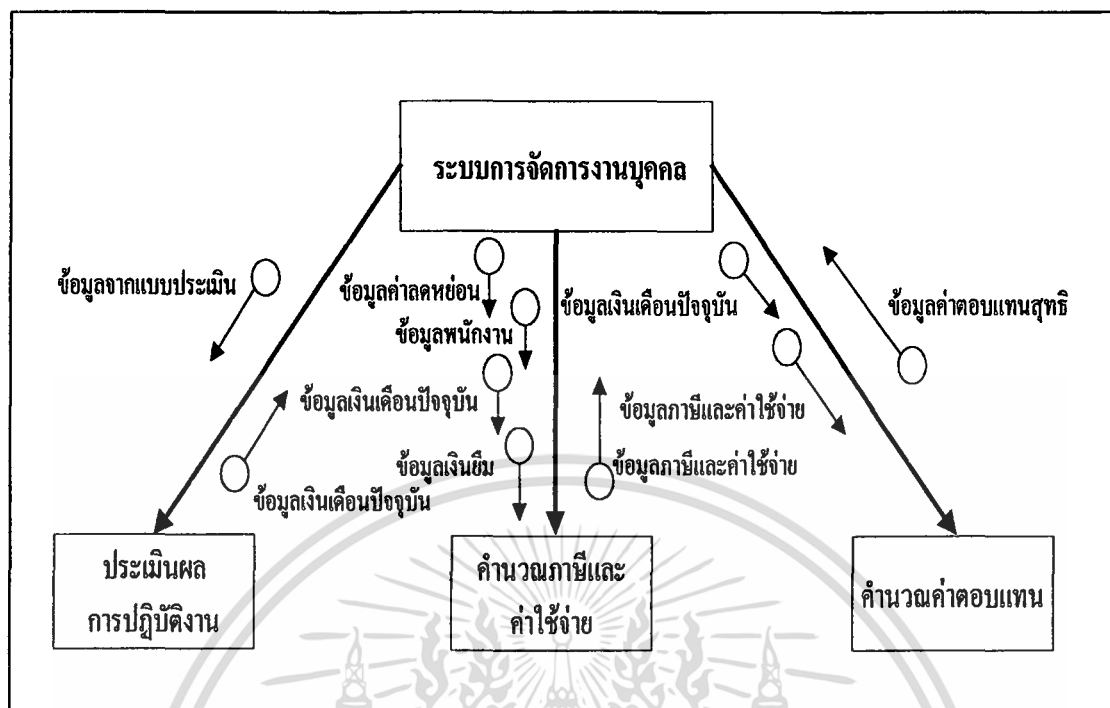 ระบบการจัดการงานบุคคล
ข้อมูลจากแบบประเมิน
ข้อมูลค่าลดหย่อน
ข้อมูลเงินเดือนปัจจุบัน
ข้อมูลค่าตอบแทนสุทธิ
ข้อมูลพนักงาน
ข้อมูลเงินเดือนปัจจุบัน
ข้อมูลภาษีและค่าใช้จ่าย
ข้อมูลเงินยืม
ข้อมูลภาษีและค่าใช้จ่าย
ข้อมูลเงินเดือนปัจจุบัน
ประเมินผล
การปฏิบัติงาน
คำนวณภาษีและ
ค่าใช้จ่าย
คำนวณค่าตอบแทน